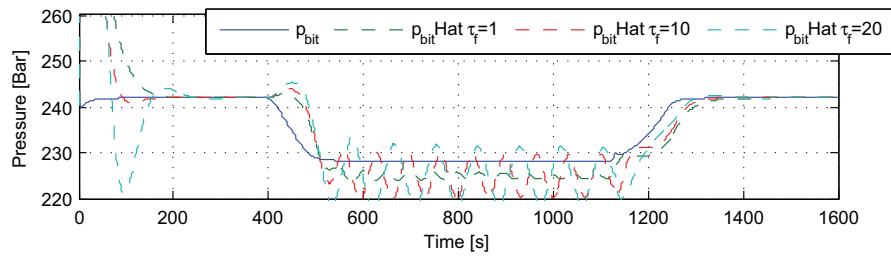 260
p_bit p_bitHat τ_f=1 p_bitHat τ_f=10 p_bitHat τ_f=20
250
240
230
220
Pressure [Bar]
0 200 400 600 800 1000 1200 1400 1600
Time [s]